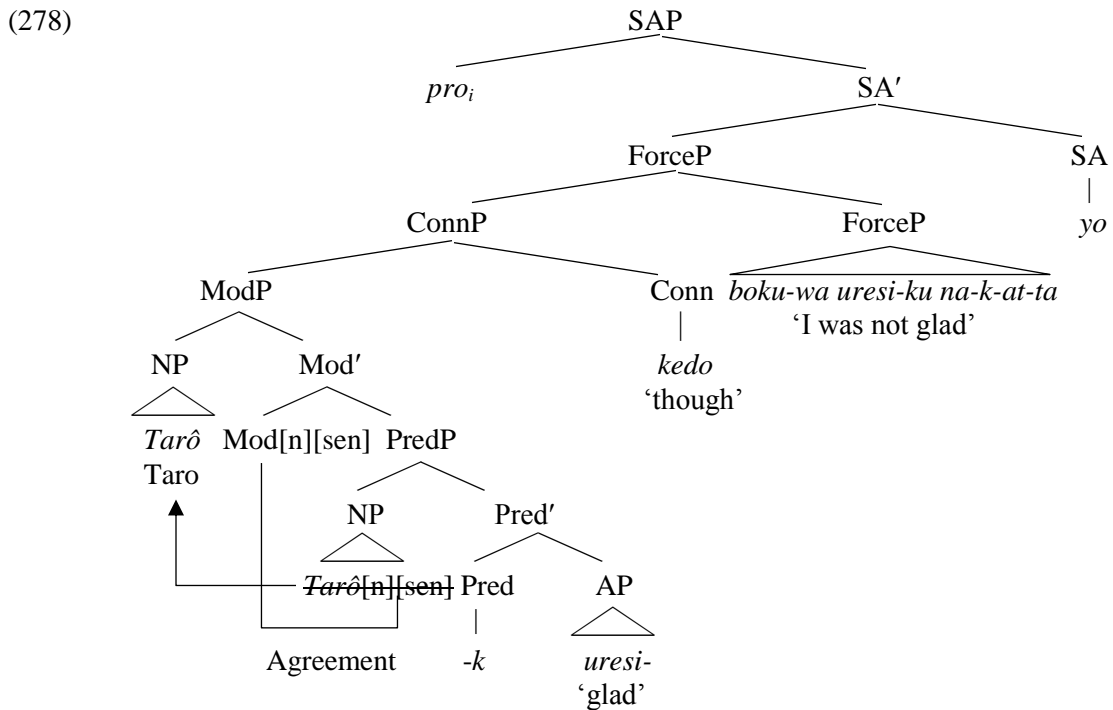 (278) SAP
pro_i SA′
ForceP SA
ConnP ForceP yo
ModP Conn boku-wa uresi-ku na-k-at-ta
‘I was not glad’
NP Mod′ kedo
‘though’
Tarô Mod[n][sen] PredP
Taro
NP Pred′
Tarô[n][sen] Pred AP
Agreement -k uresi-
‘glad’